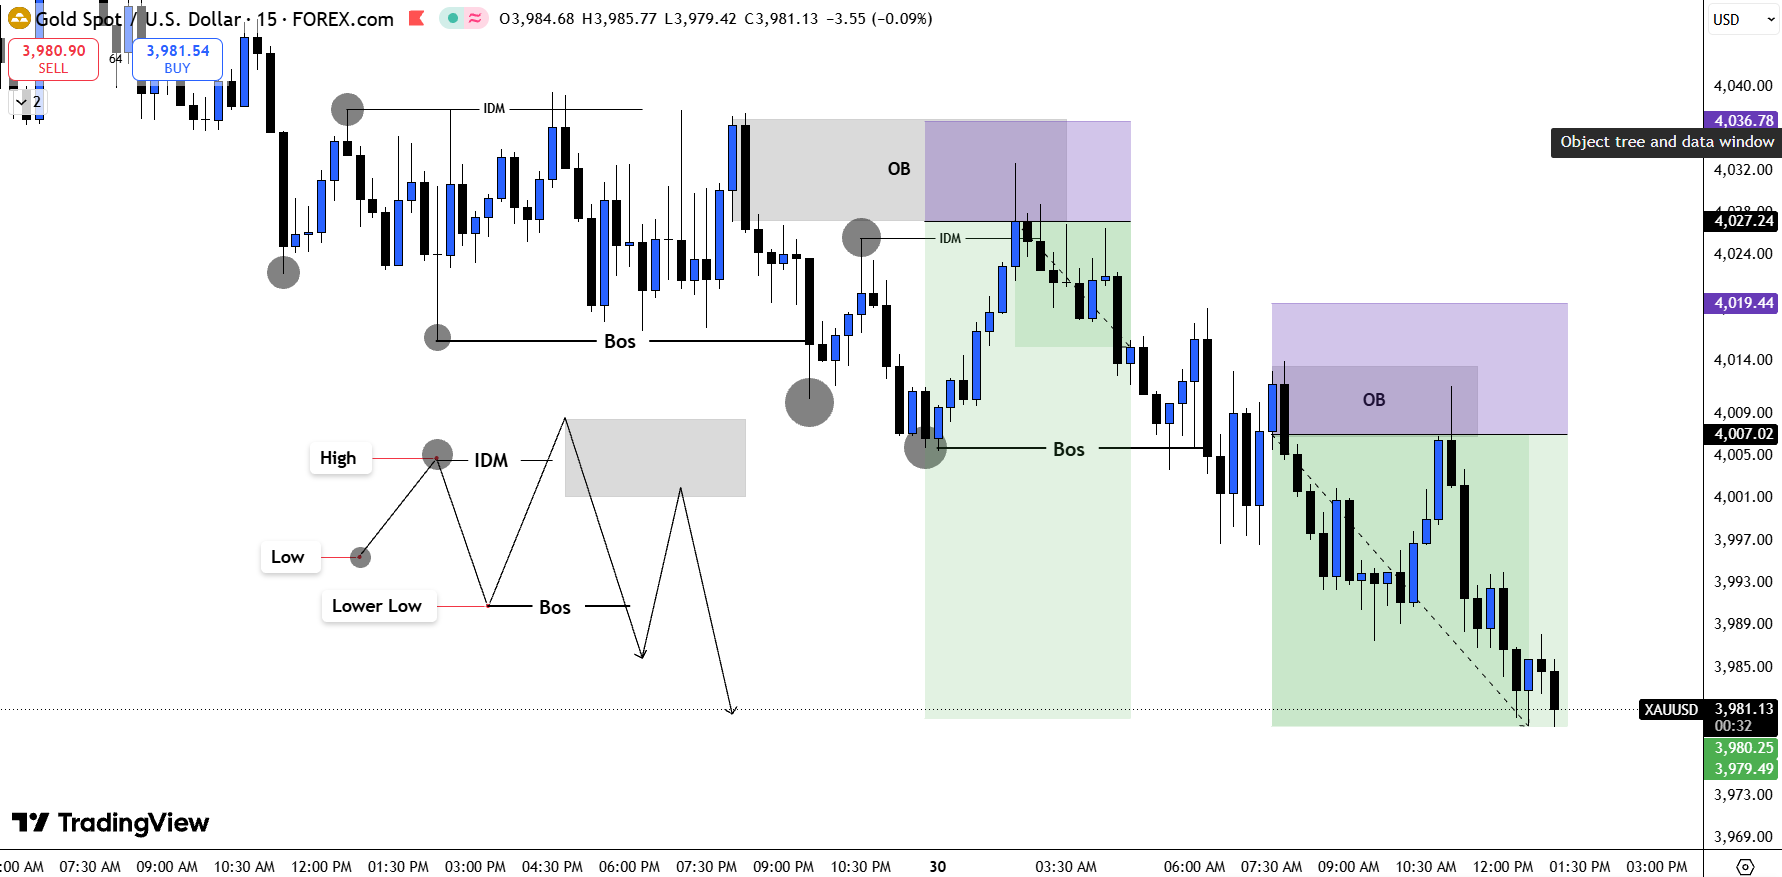 Gold Spot / U.S. Dollar · 15 · FOREX.com O3,984.68 H3,985.77 L3,979.42 C3,981.13 −3.55 (−0.09%)
USD
3,980.90
SELL
64
3,981.54
BUY
2
4,040.00
4,036.78
Object tree and data window
4,032.00
4,028.00
4,027.24
4,024.00
4,019.44
4,014.00
4,009.00
4,007.02
4,005.00
4,001.00
3,997.00
3,993.00
3,989.00
3,985.00
XAUUSD 3,981.13
00:32
3,980.25
3,979.49
3,973.00
3,969.00
IDM
OB
IDM
Bos
OB
Bos
High
IDM
Low
Lower Low
Bos
TradingView
:00 AM 07:30 AM 09:00 AM 10:30 AM 12:00 PM 01:30 PM 03:00 PM 04:30 PM 06:00 PM 07:30 PM 09:00 PM 10:30 PM 30 03:30 AM 06:00 AM 07:30 AM 09:00 AM 10:30 AM 12:00 PM 01:30 PM 03:00 PM